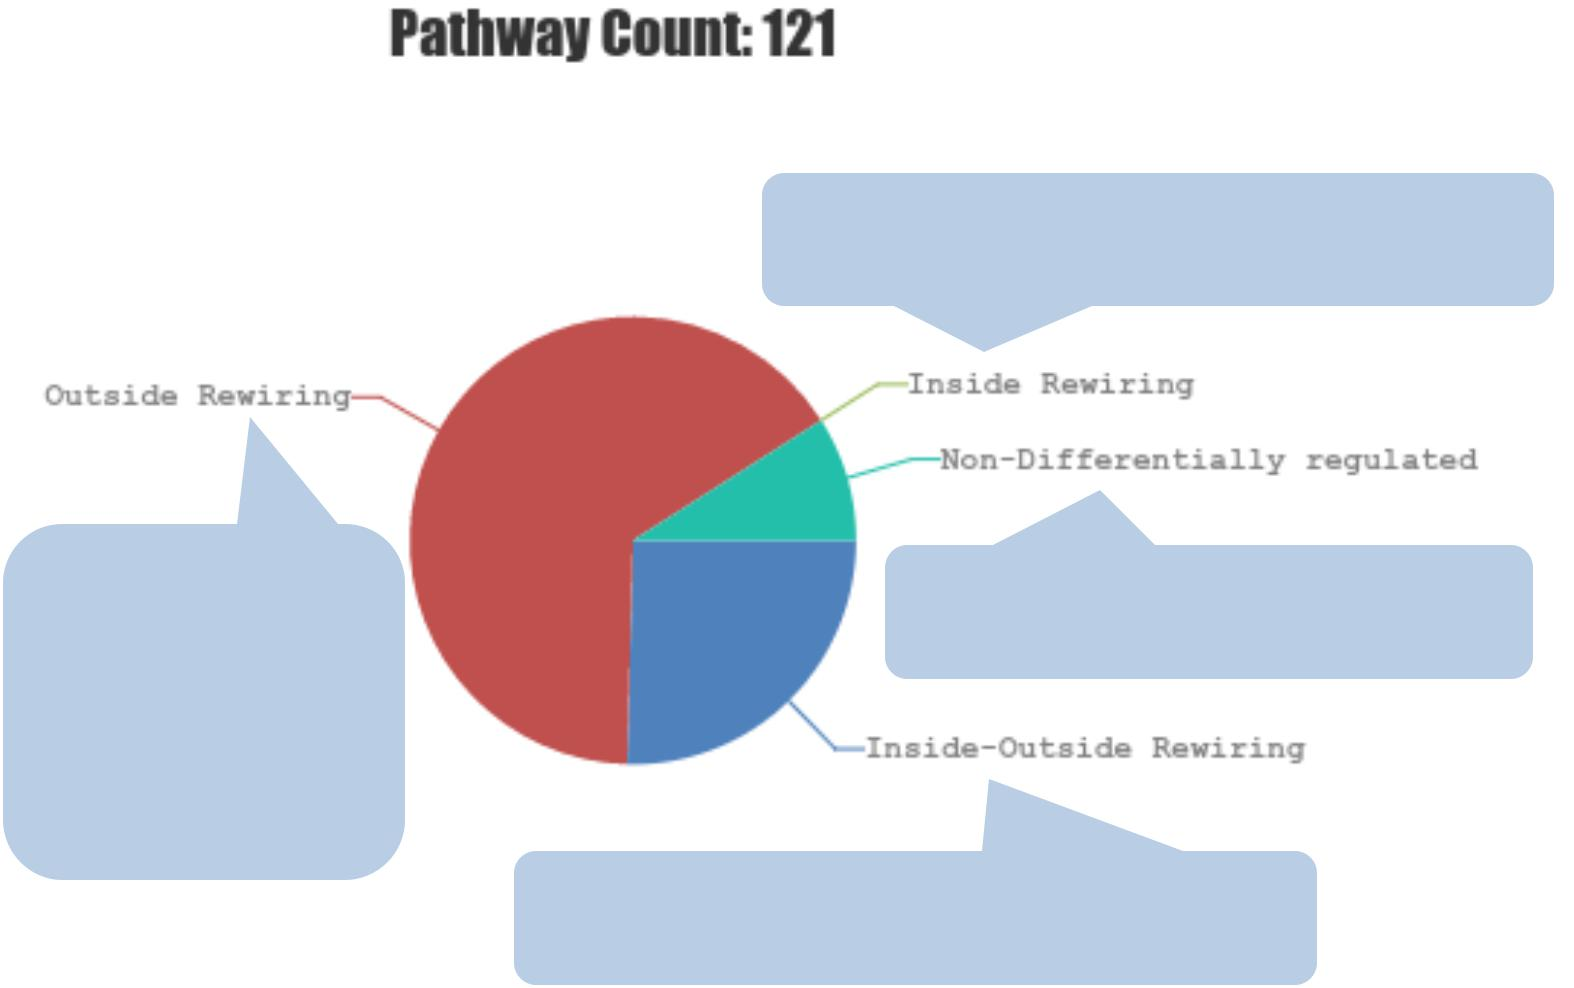 Pathway Count: 121
Outside Rewiring
Inside Rewiring
Non-Differentially regulated
Inside-Outside Rewiring